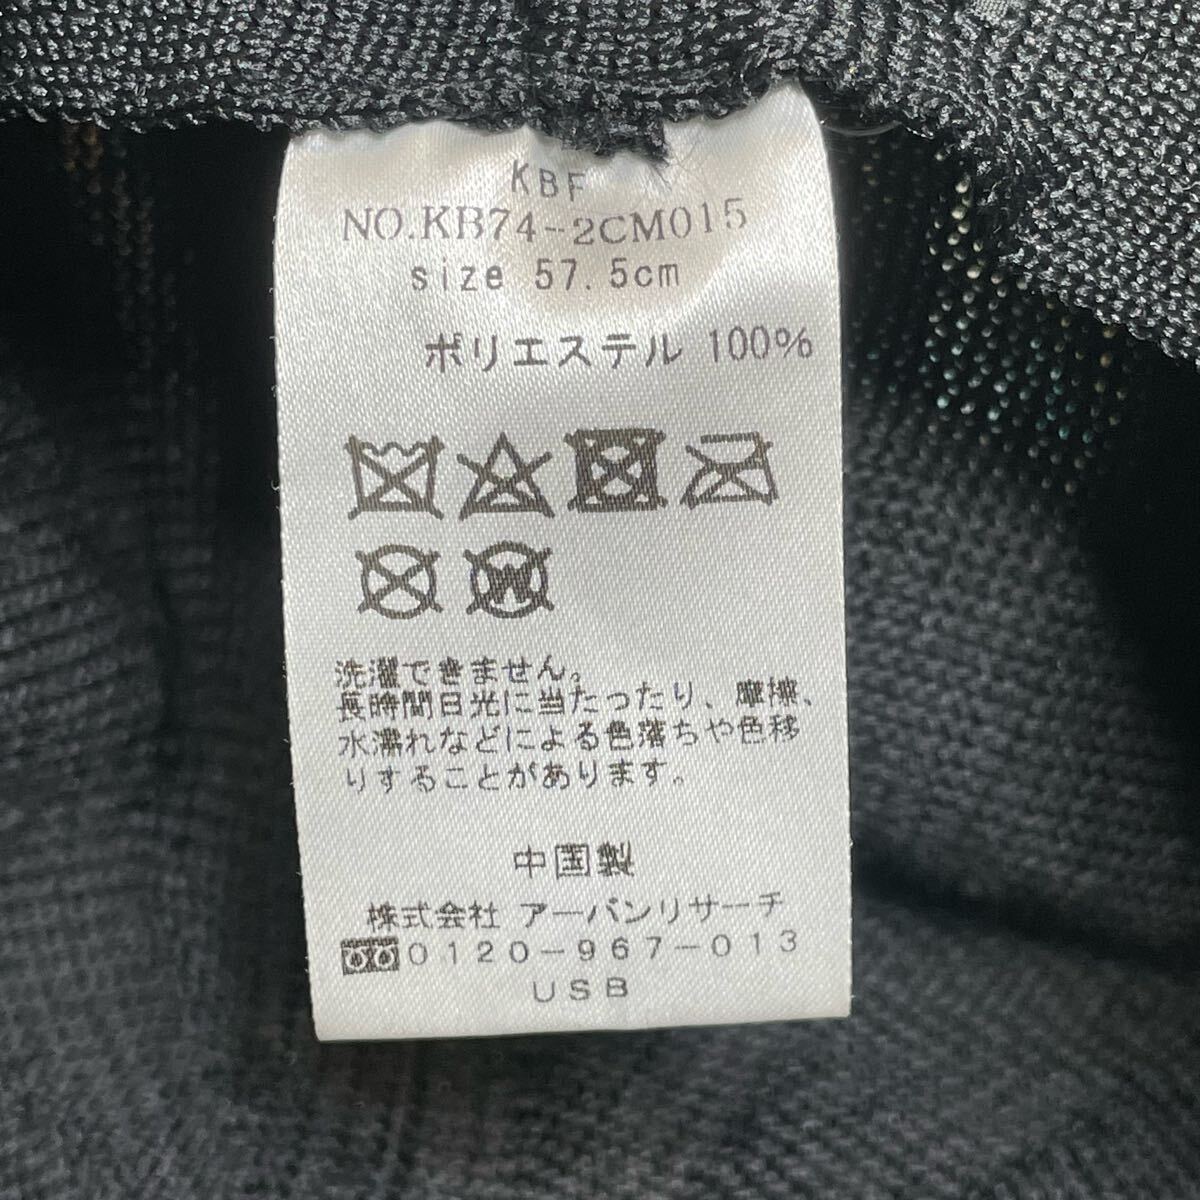 KBF
NO.KB74-2CM015
size 57.5cm
ポリエステル 100%
W
洗濯できません。
長時間日光に当たったり、摩擦、
水濡れなどによる色落ちや色移
りすることがあります。
中国製
株式会社 アーバンリサーチ
0120-967-013
USB